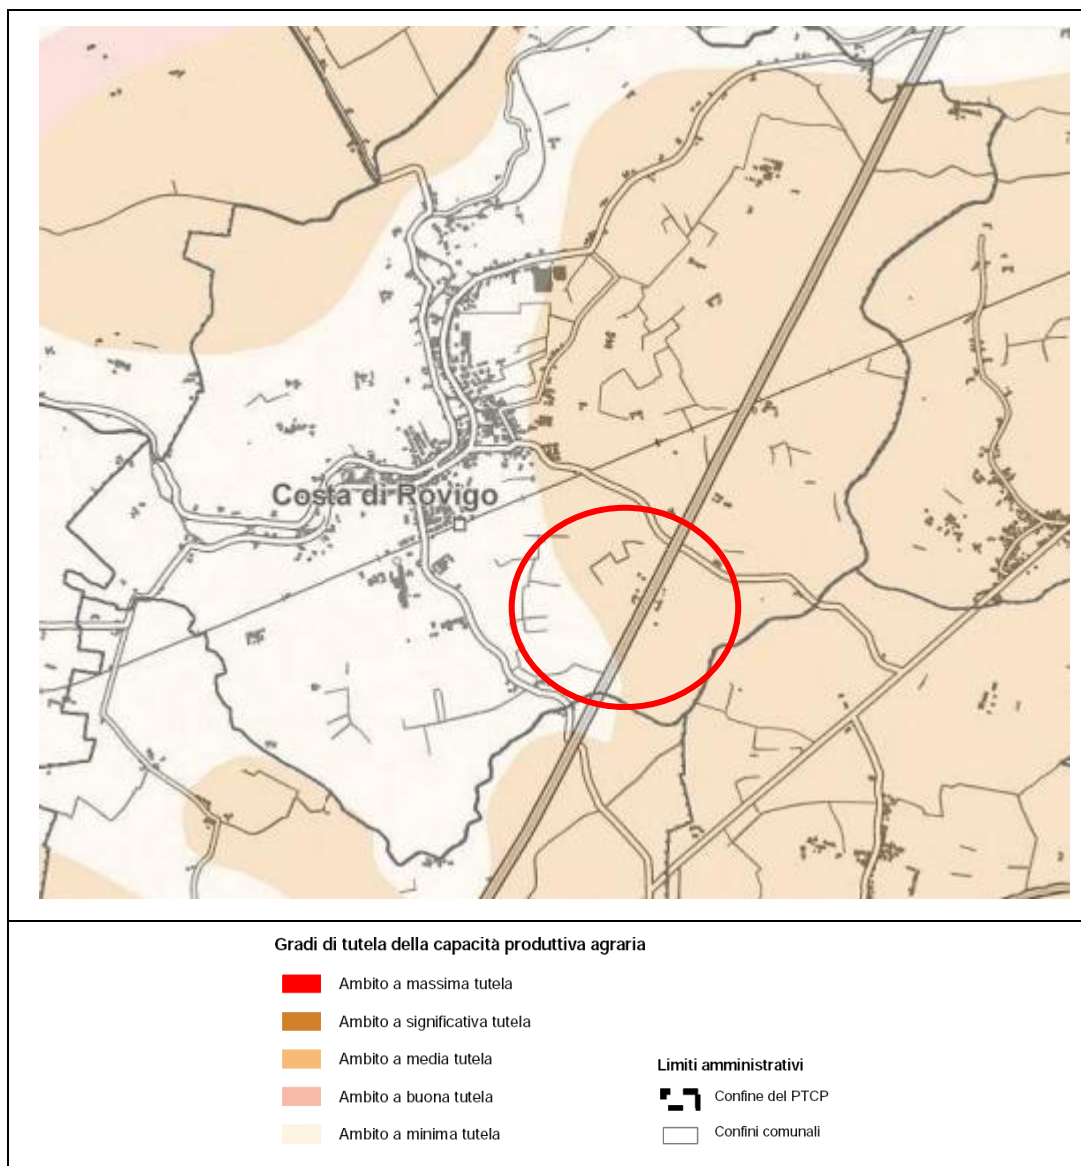 Costa di Rovigo
Gradi di tutela della capacità produttiva agraria
Ambito a massima tutela
Ambito a significativa tutela
Ambito a media tutela
Ambito a buona tutela
Ambito a minima tutela
Limiti amministrativi
Confine del PTCP
Confini comunali